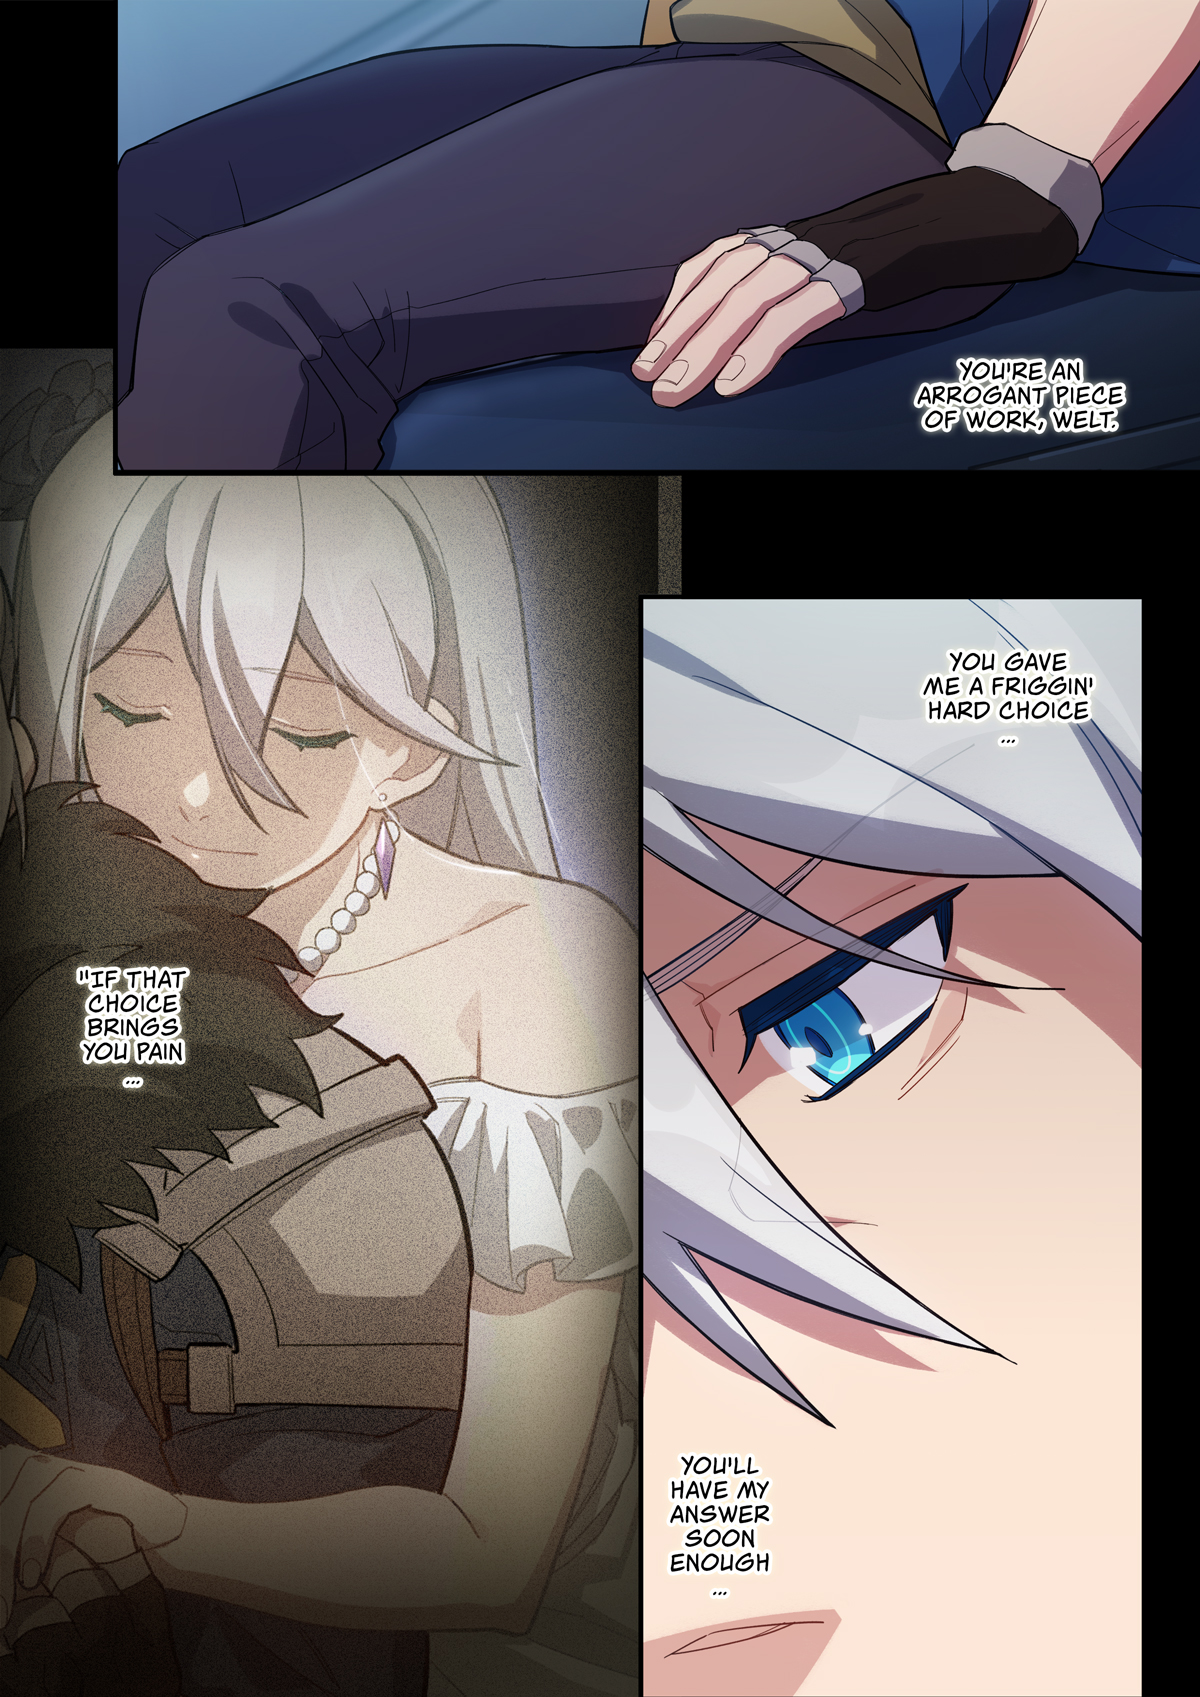 YOU'RE AN
ARROGANT PIECE
OF WORK, WELT.
YOU GAVE
ME A FRIGGIN'
HARD CHOICE
...
"IF THAT
CHOICE
BRINGS
YOU PAIN
...
YOU'LL
HAVE MY
ANSWER
SOON
ENOUGH
...